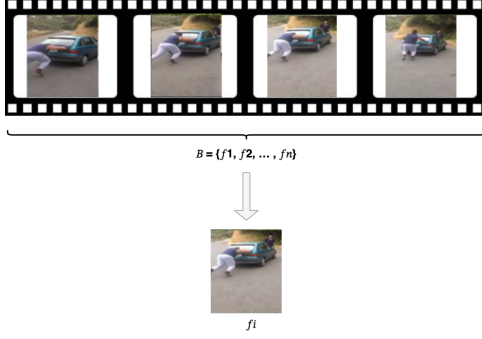 B = {f1, f2, ... , fn}
fi